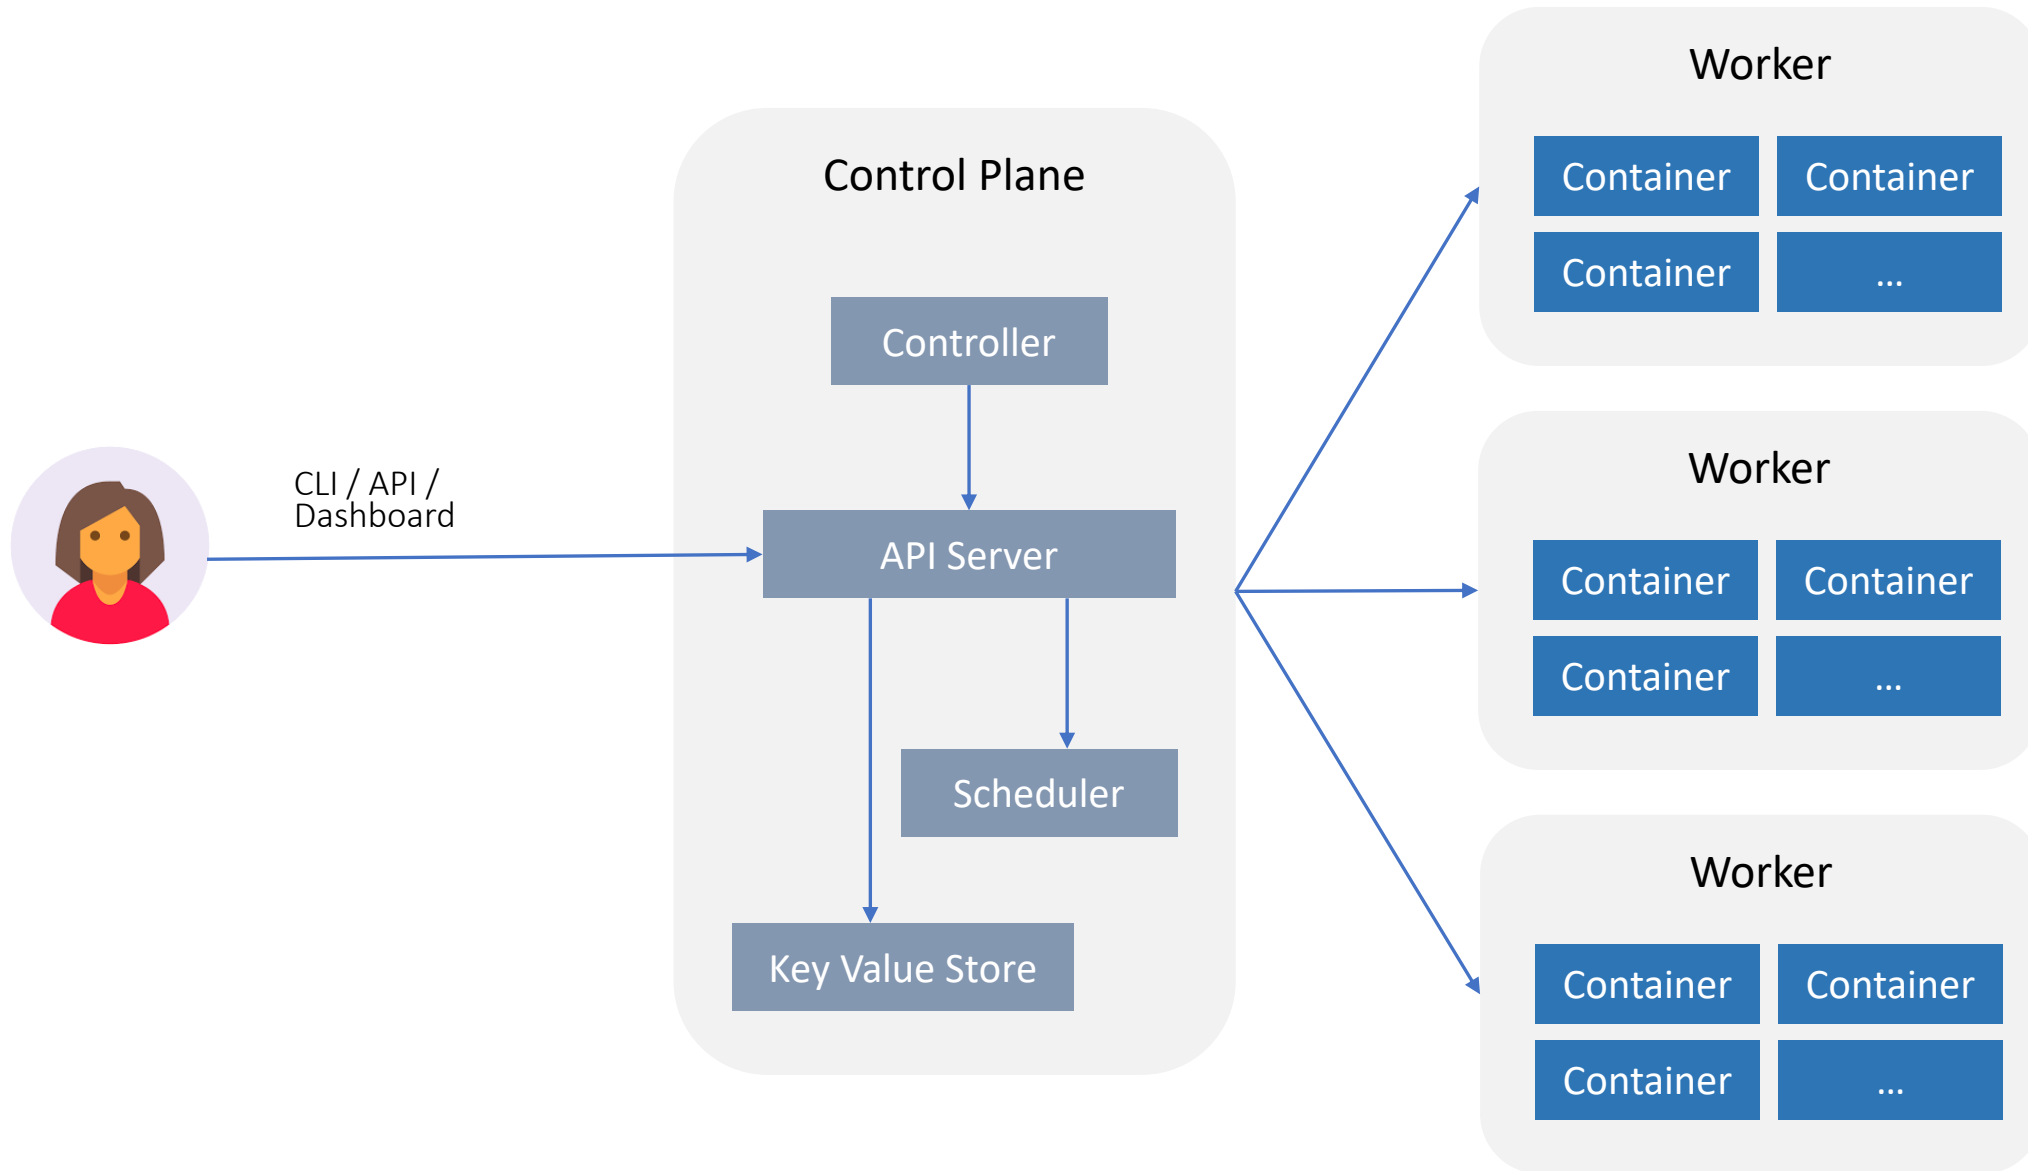 CLI / API /
Dashboard
Control Plane
Controller
API Server
Scheduler
Key Value Store
Worker
Container Container
Container ...
Worker
Container Container
Container ...
Worker
Container Container
Container ...